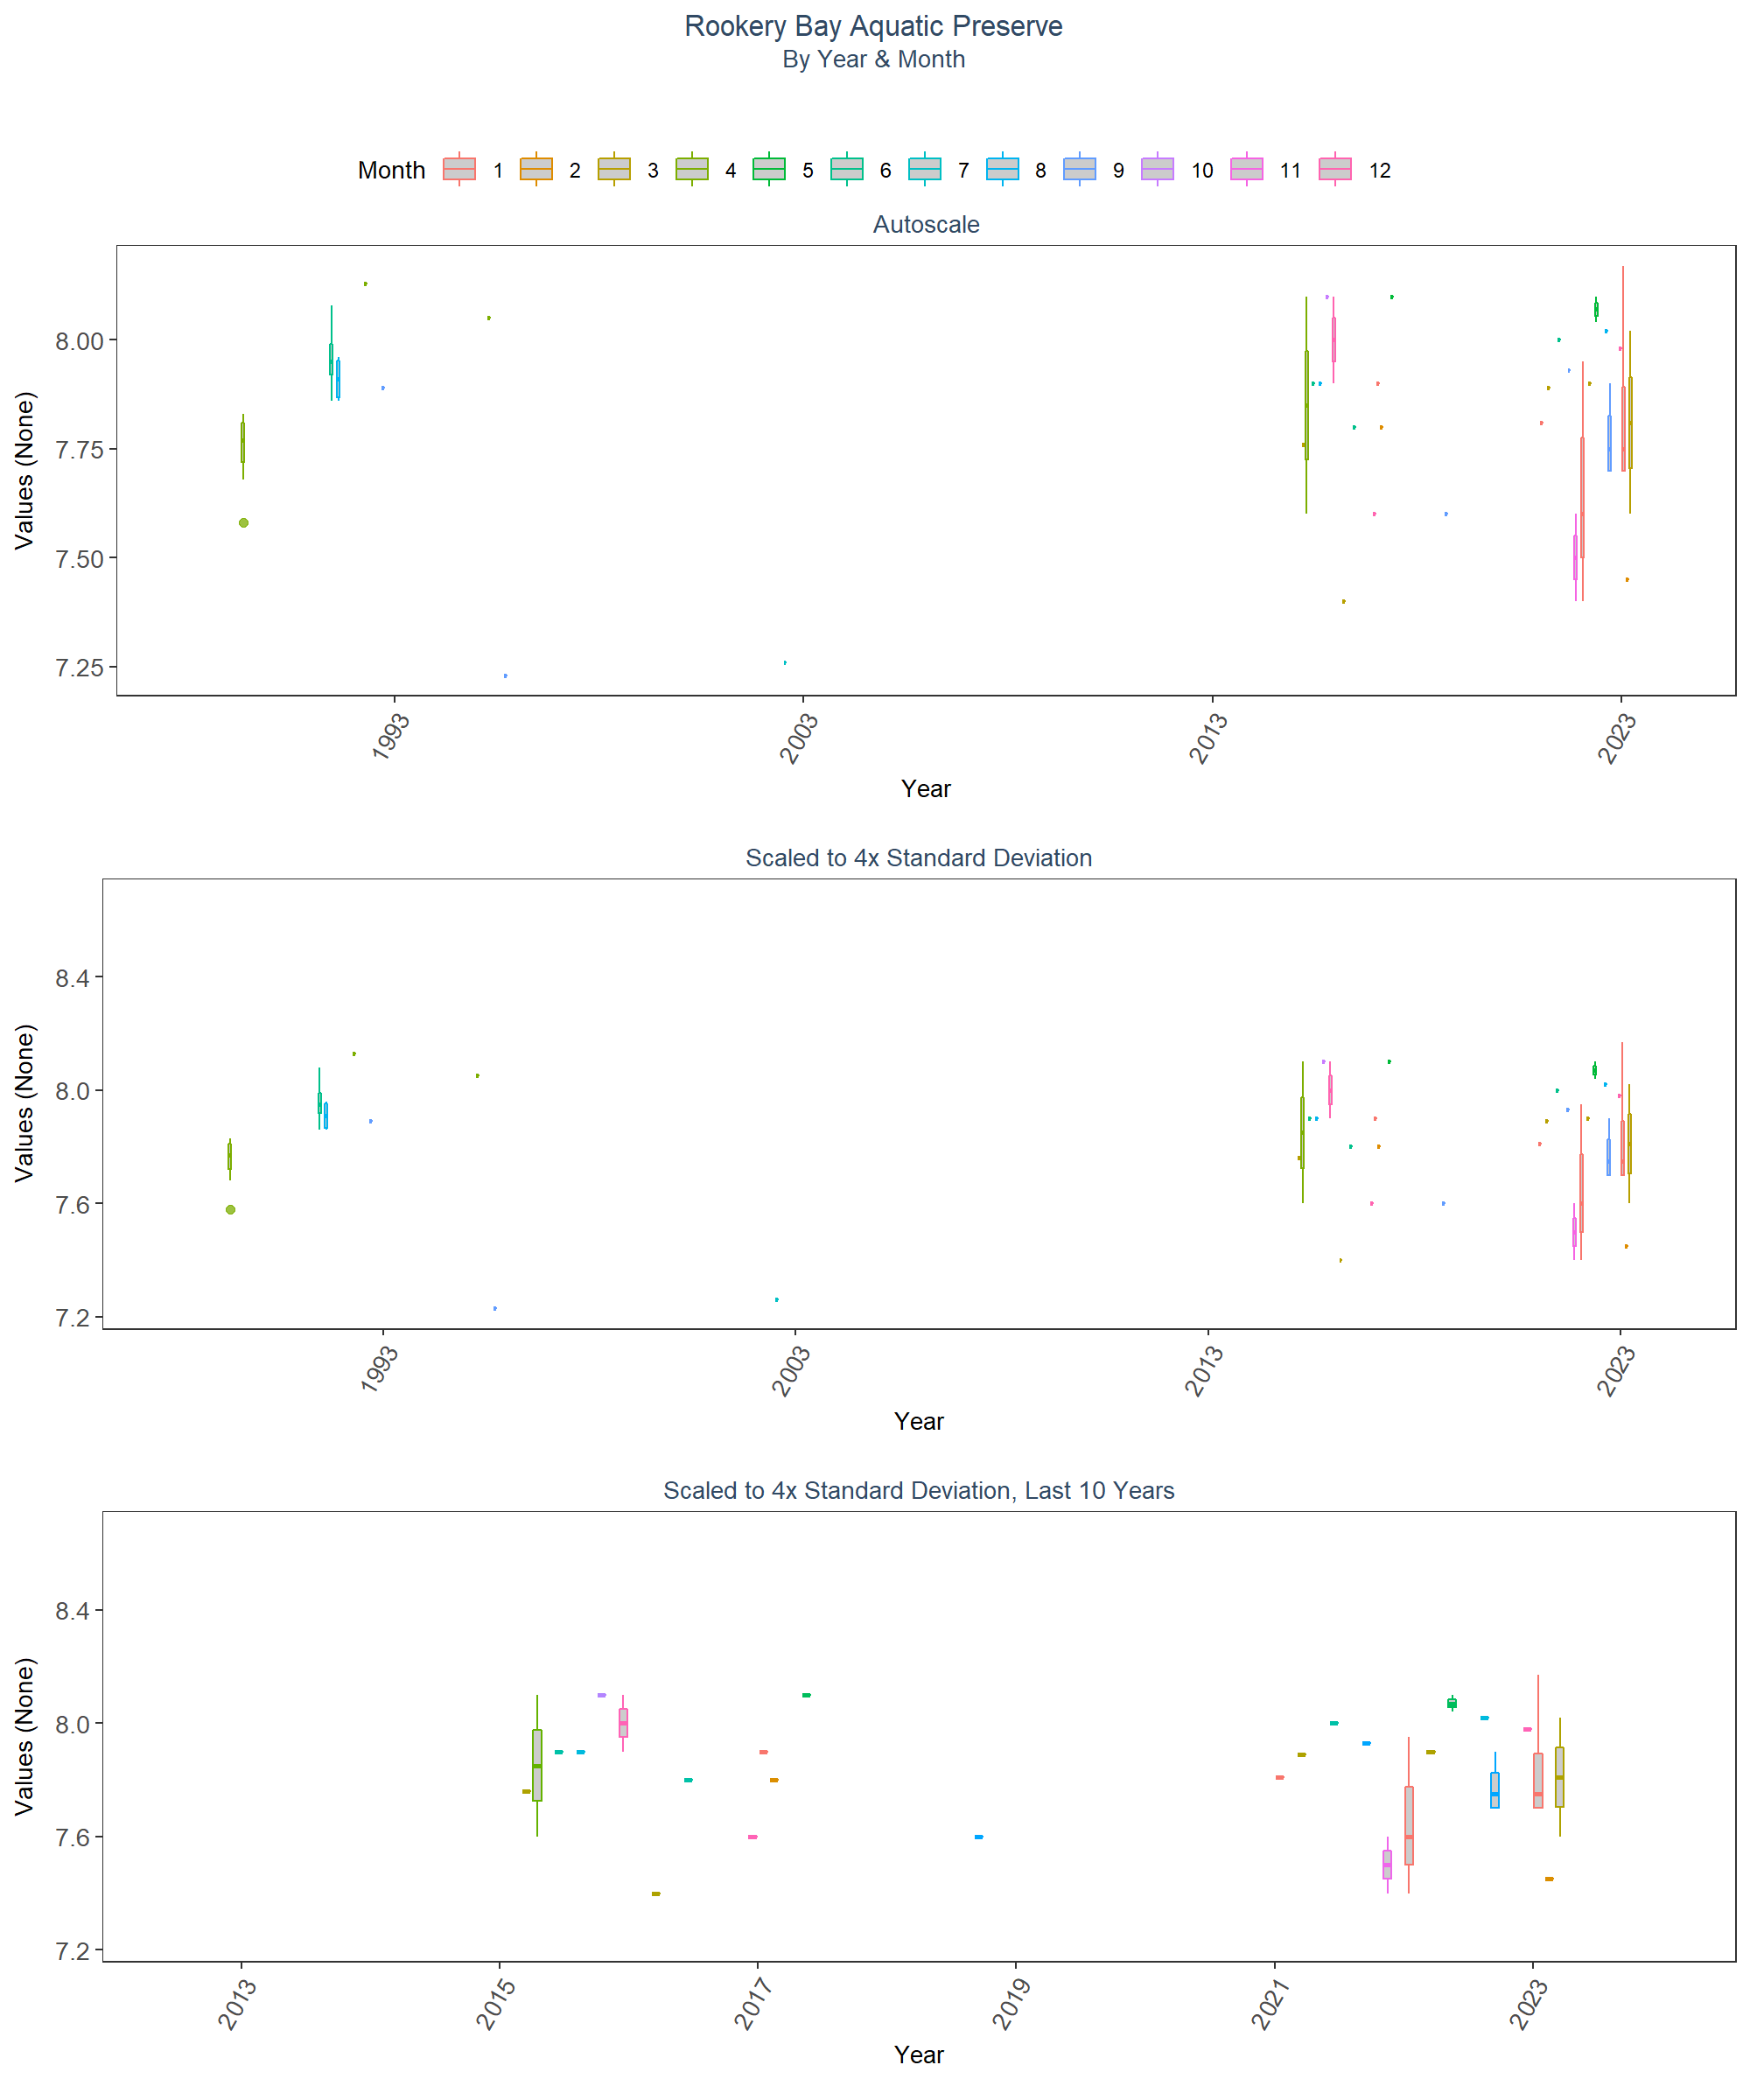 Rookery Bay Aquatic Preserve
By Year & Month
Month 1 2 3 4 5 6 7 8 9 10 11 12
Autoscale
Values (None)
8.00
7.75
7.50
7.25
1993 2003 2013 2023
Year
Scaled to 4x Standard Deviation
Values (None)
8.4
8.0
7.6
7.2
1993 2003 2013 2023
Year
Scaled to 4x Standard Deviation, Last 10 Years
Values (None)
8.4
8.0
7.6
7.2
2013 2015 2017 2019 2021 2023
Year